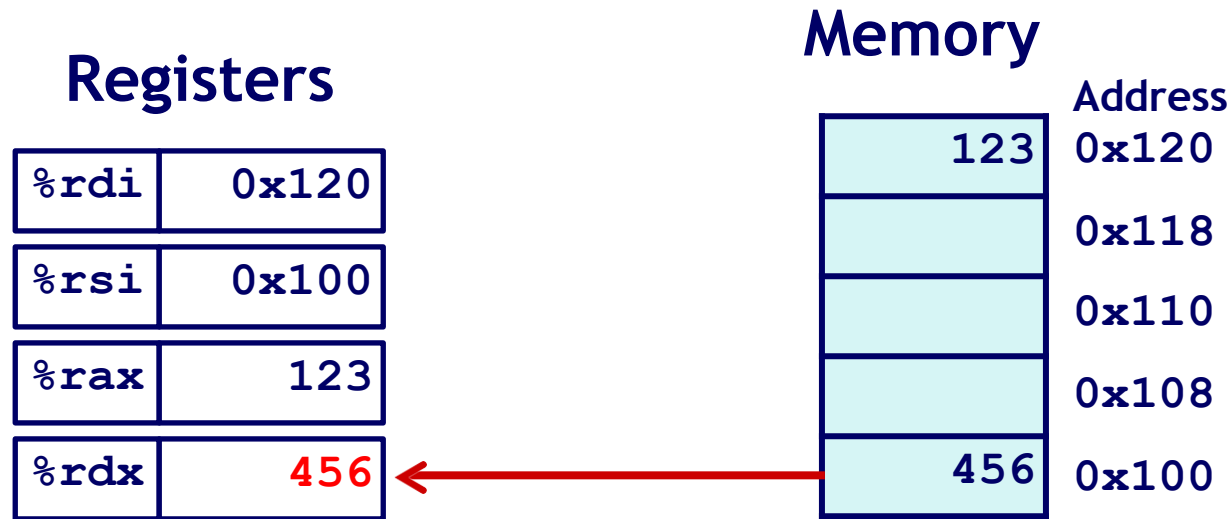 Registers
%rdi 0x120
%rsi 0x100
%rax 123
%rdx 456
Memory
Address
123 0x120
0x118
0x110
0x108
456 0x100